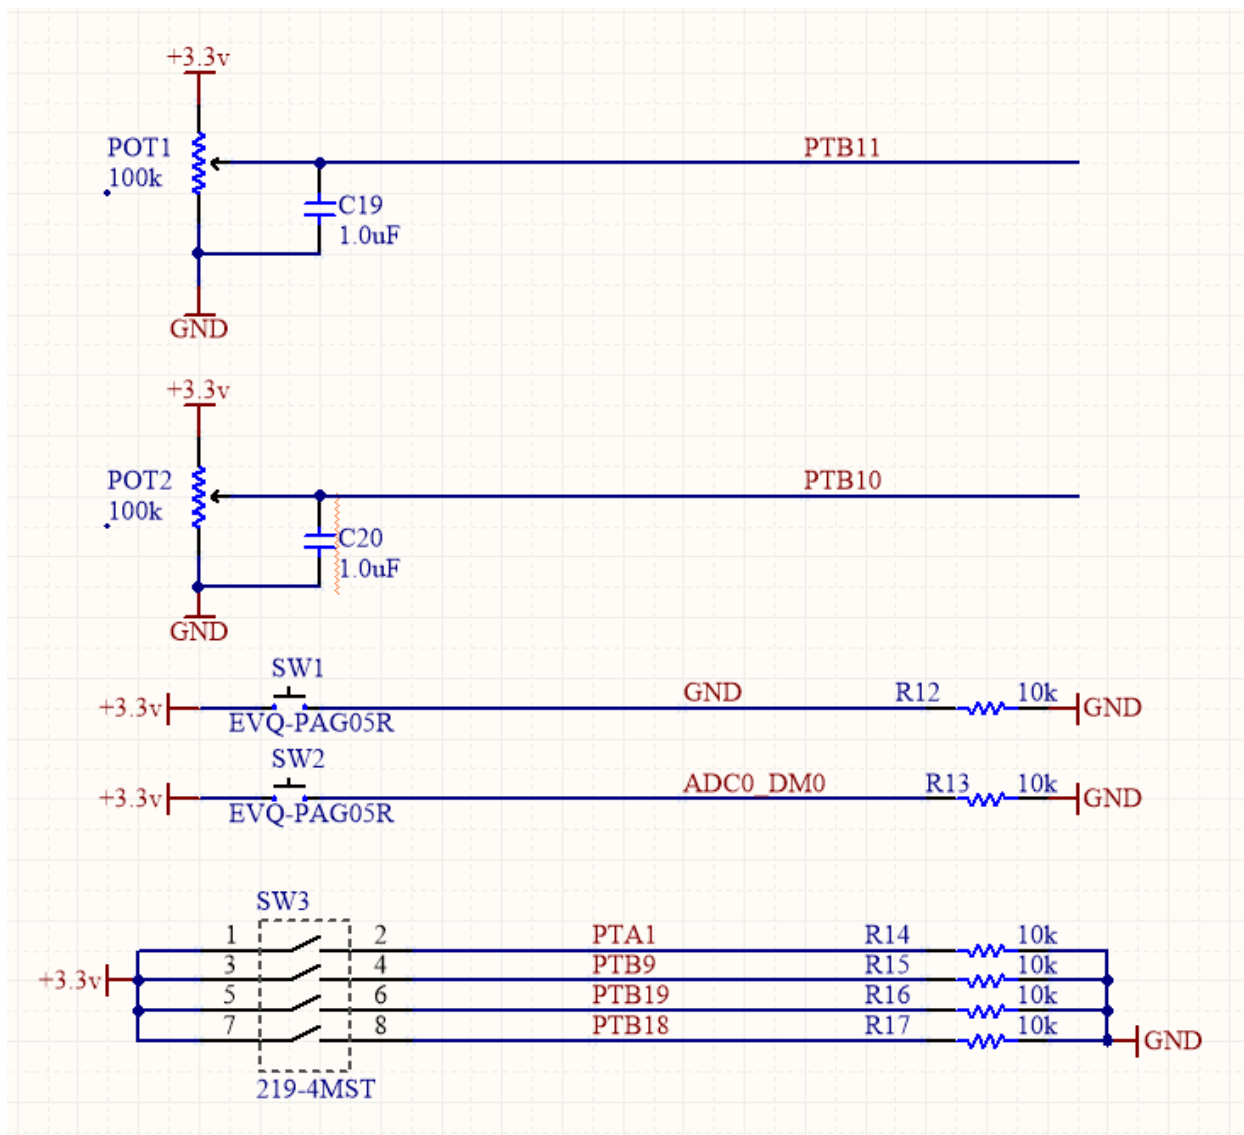 +3.3v
POT1
100k
PTB11
C19
1.0uF
GND
+3.3v
POT2
100k
PTB10
C20
1.0uF
GND
SW1
+3.3v
EVQ-PAG05R
GND
R12
10k
GND
SW2
+3.3v
EVQ-PAG05R
ADC0_DM0
R13
10k
GND
SW3
1 2 PTA1 R14 10k
3 4 PTB9 R15 10k
+3.3v
5 6 PTB19 R16 10k
7 8 PTB18 R17 10k
GND
219-4MST